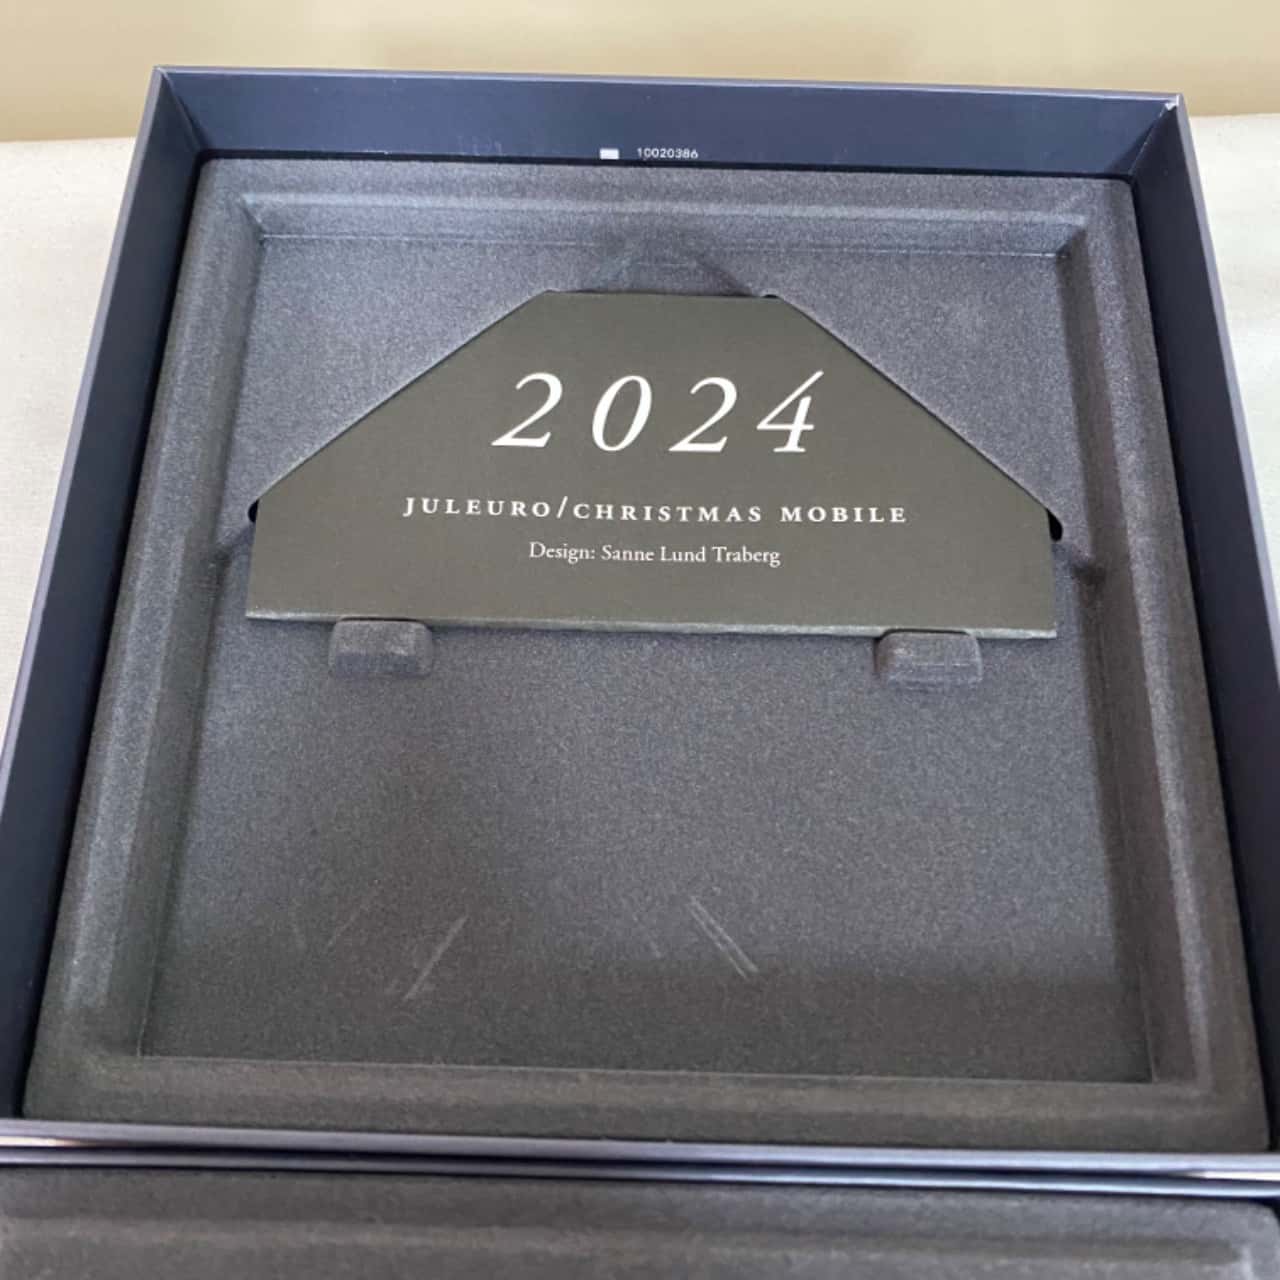 10020386
2024
JULEURO/CHRISTMAS MOBILE
Design: Sanne Lund Traberg